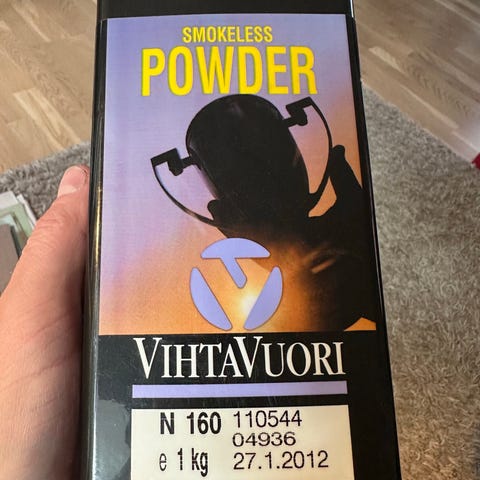 SMOKELESS
POWDER
VIHTAVUORI
N 160 110544
04936
e 1 kg 27.1.2012